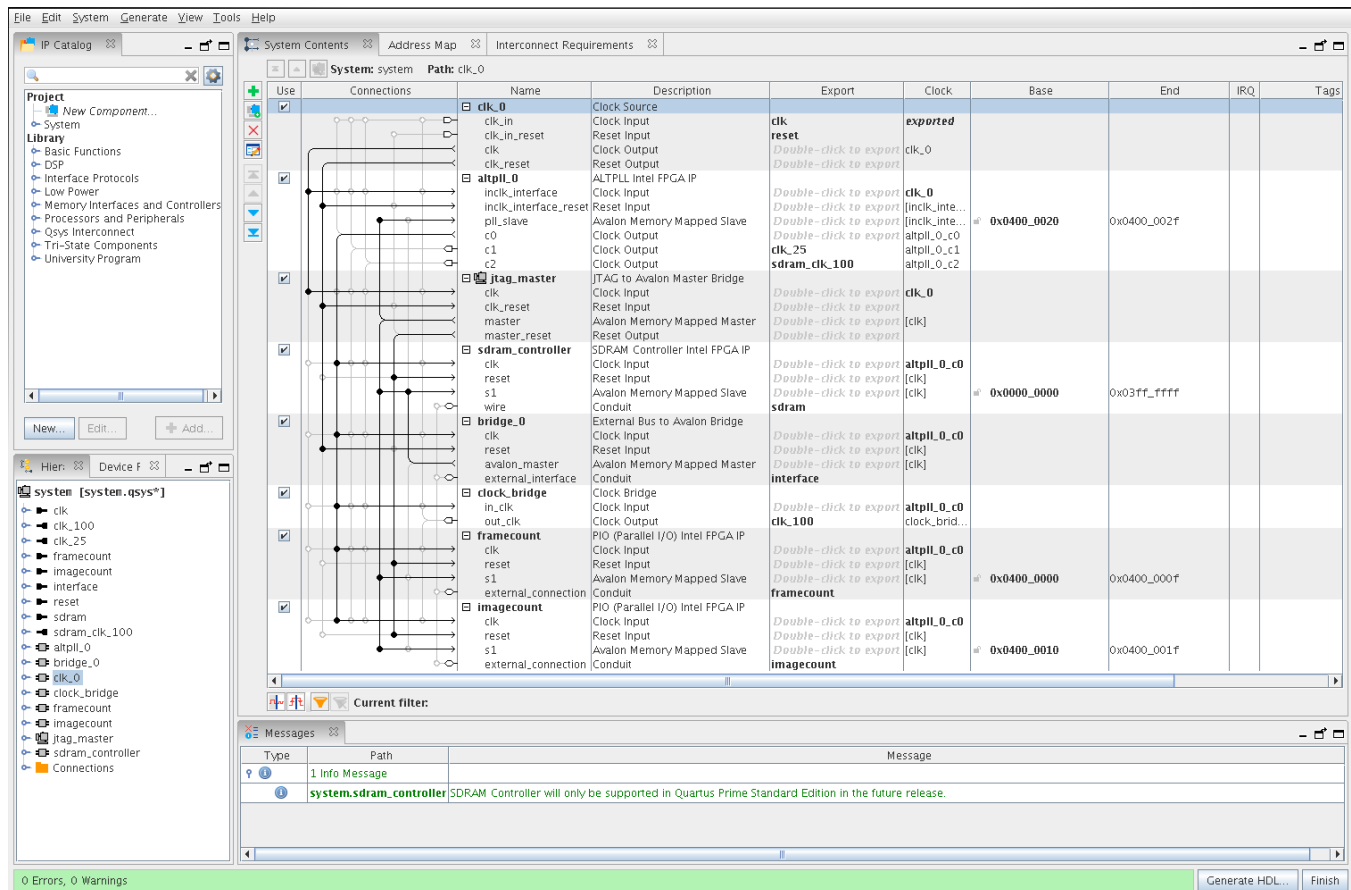 File Edit System Generate View Tools Help
IP Catalog
Project
New Component...
System
Library
Basic Functions
DSP
Interface Protocols
Low Power
Memory Interfaces and Controllers
Processors and Peripherals
Qsys Interconnect
Tri-State Components
University Program
New... Edit... Add...
Hier: Device F
system [system.qsys*]
clk
clk_100
clk_25
framecount
imagecount
interface
reset
sdram
sdram_clk_100
altpll_0
bridge_0
clk_0
clock_bridge
framecount
imagecount
jtag_master
sdram_controller
Connections
System Contents Address Map Interconnect Requirements
System: system Path: clk_0
Use Connections Name Description Export Clock Base End IRQ Tags
clk_0 Clock Source
clk_in Clock Input clk exported
clk_in_reset Reset Input reset
clk Clock Output Double-click to export clk_0
clk_reset Reset Output Double-click to export
altpll_0 ALTPLL Intel FPGA IP
inclk_interface Clock Input Double-click to export clk_0
inclk_interface_reset Reset Input Double-click to export [inclk_inte...
pll_slave Avalon Memory Mapped Slave Double-click to export [inclk_inte... 0x0400_0020 0x0400_002f
c0 Clock Output Double-click to export altpll_0_c0
c1 Clock Output clk_25 altpll_0_c1
c2 Clock Output sdram_clk_100 altpll_0_c2
jtag_master JTAG to Avalon Master Bridge
clk Clock Input Double-click to export clk_0
clk_reset Reset Input Double-click to export
master Avalon Memory Mapped Master Double-click to export [clk]
master_reset Reset Output Double-click to export
sdram_controller SDRAM Controller Intel FPGA IP
clk Clock Input Double-click to export altpll_0_c0
reset Reset Input Double-click to export [clk]
s1 Avalon Memory Mapped Slave Double-click to export [clk] 0x0000_0000 0x03ff_ffff
wire Conduit sdram
bridge_0 External Bus to Avalon Bridge
clk Clock Input Double-click to export altpll_0_c0
reset Reset Input Double-click to export [clk]
avalon_master Avalon Memory Mapped Master Double-click to export [clk]
external_interface Conduit interface
clock_bridge Clock Bridge
in_clk Clock Input Double-click to export altpll_0_c0
out_clk Clock Output clk_100 clock_brid...
framecount PIO (Parallel I/O) Intel FPGA IP
clk Clock Input Double-click to export altpll_0_c0
reset Reset Input Double-click to export [clk]
s1 Avalon Memory Mapped Slave Double-click to export [clk] 0x0400_0000 0x0400_000f
external_connection Conduit framecount
imagecount PIO (Parallel I/O) Intel FPGA IP
clk Clock Input Double-click to export altpll_0_c0
reset Reset Input Double-click to export [clk]
s1 Avalon Memory Mapped Slave Double-click to export [clk] 0x0400_0010 0x0400_001f
external_connection Conduit imagecount
Current filter:
Messages
Type Path Message
1 Info Message
system.sdram_controller SDRAM Controller will only be supported in Quartus Prime Standard Edition in the future release.
0 Errors, 0 Warnings
Generate HDL... Finish